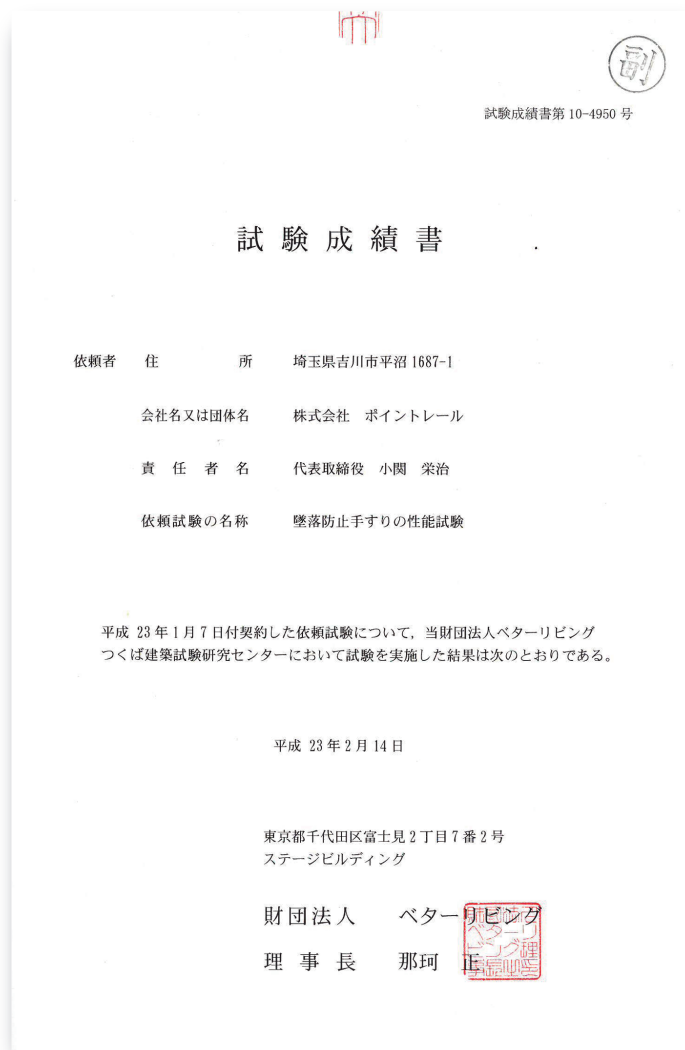 副
試験成績書第 10-4950 号
試験成績書
依頼者 住所 埼玉県吉川市平沼 1687-1
会社名又は団体名 株式会社 ポイントレール
責任者名 代表取締役 小関 栄治
依頼試験の名称 墜落防止手すりの性能試験
平成 23 年 1 月 7 日付契約した依頼試験について，当財団法人ベターリビング
つくば建築試験研究センターにおいて試験を実施した結果は次のとおりである。
平成 23 年 2 月 14 日
東京都千代田区富士見 2 丁目 7 番 2 号
ステージビルディング
財団法人 ベターリビング
理事長 那珂 正